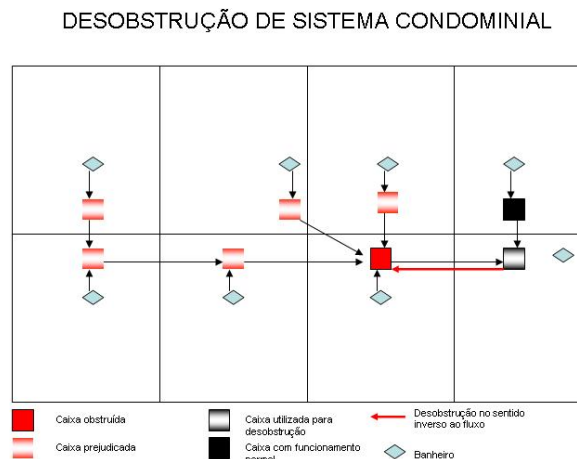 DESOBSTRUÇÃO DE SISTEMA CONDOMINIAL
Caixa obstruída
Caixa prejudicada
Caixa utilizada para
desobstrução
Caixa com funcionamento
normal
Desobstrução no sentido
inverso ao fluxo
Banheiro